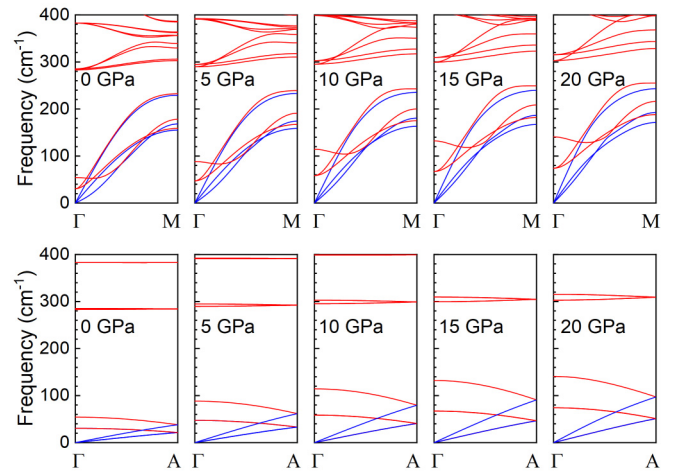 400
300
200
100
0
Frequency (cm-1)
0 GPa
5 GPa
10 GPa
15 GPa
20 GPa
Γ M Γ M Γ M Γ M Γ M
400
300
200
100
0
Frequency (cm-1)
0 GPa
5 GPa
10 GPa
15 GPa
20 GPa
Γ A Γ A Γ A Γ A Γ A